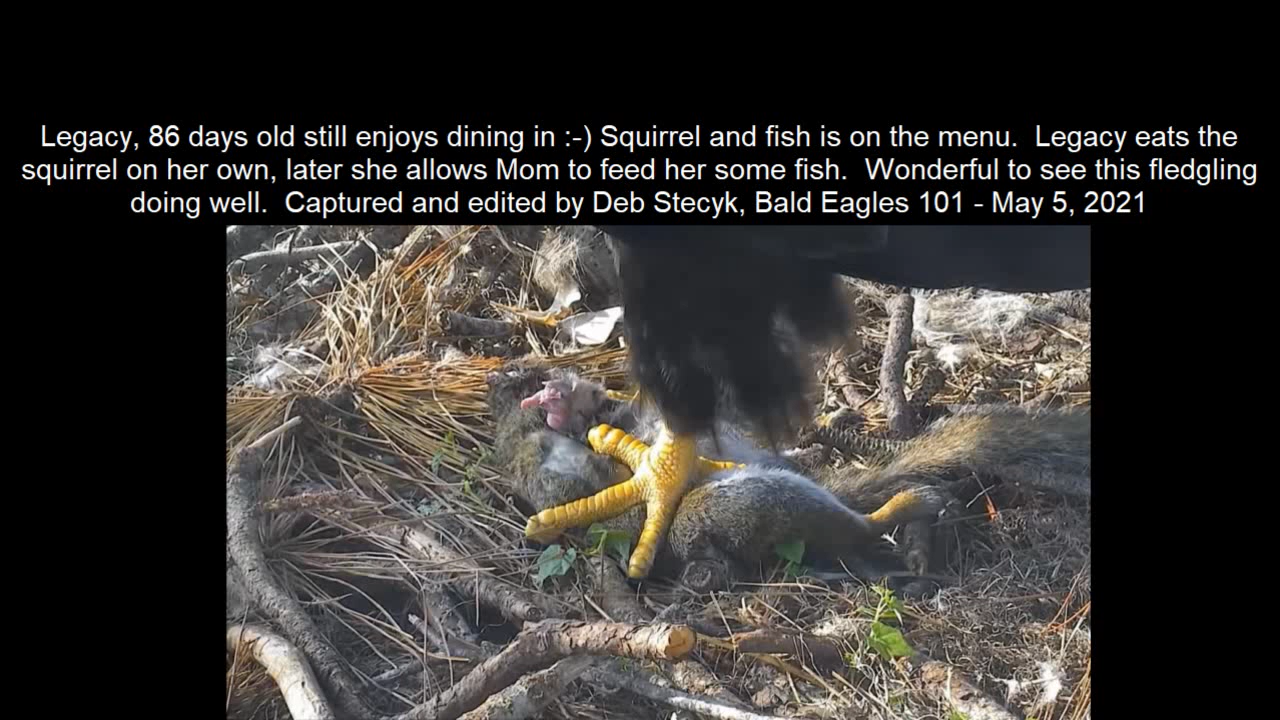 Legacy, 86 days old still enjoys dining in :-) Squirrel and fish is on the menu.  Legacy eats the
squirrel on her own, later she allows Mom to feed her some fish.  Wonderful to see this fledgling
doing well.  Captured and edited by Deb Stecyk, Bald Eagles 101 - May 5, 2021